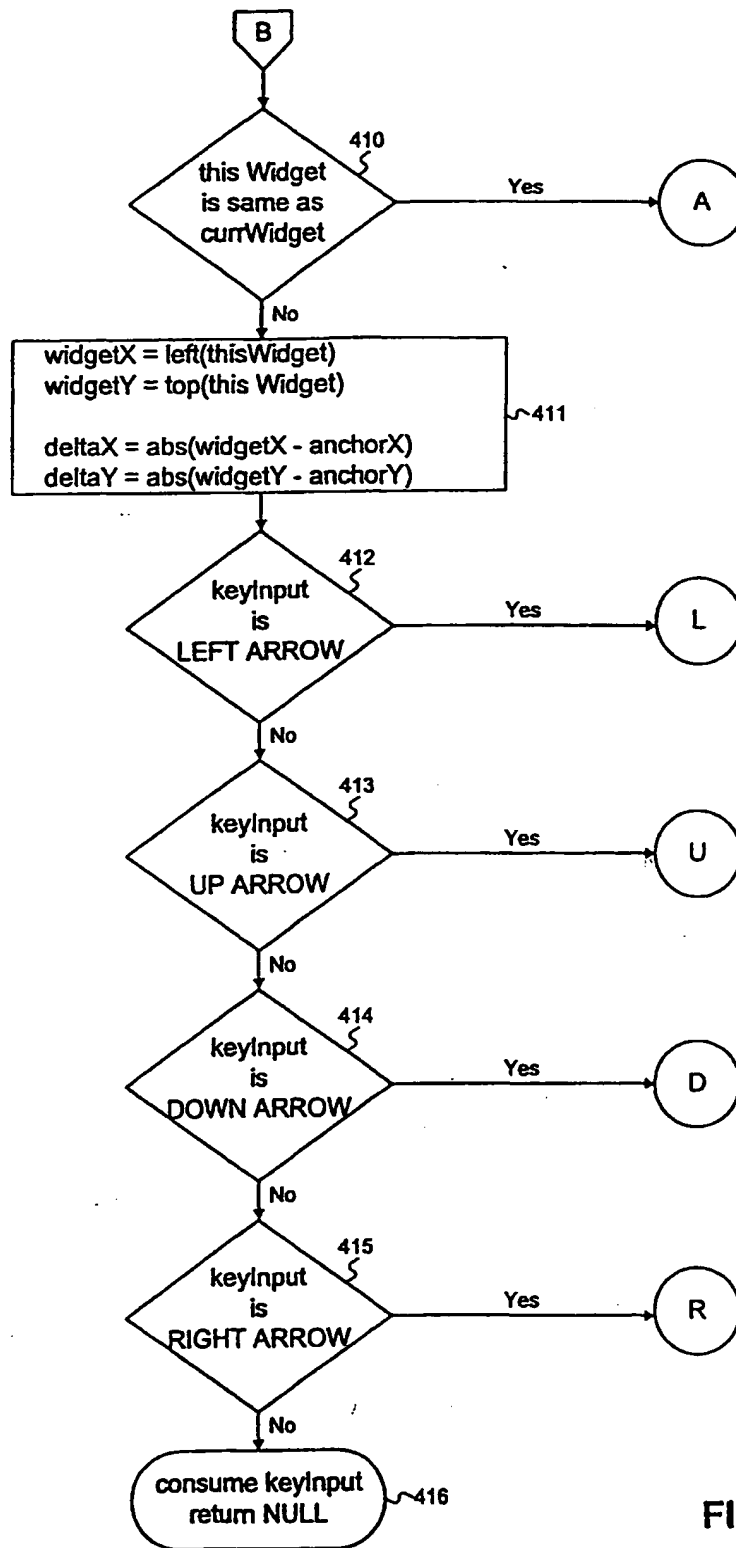 B
410
this Widget
is same as
currWidget
Yes
A
No
widgetX = left(thisWidget)
widgetY = top(this Widget)
deltaX = abs(widgetX - anchorX)
deltaY = abs(widgetY - anchorY)
411
412
keyInput
is
LEFT ARROW
Yes
L
No
413
keyInput
is
UP ARROW
Yes
U
No
414
keyInput
is
DOWN ARROW
Yes
D
No
415
keyInput
is
RIGHT ARROW
Yes
R
No
consume keyInput
return NULL
416
FI